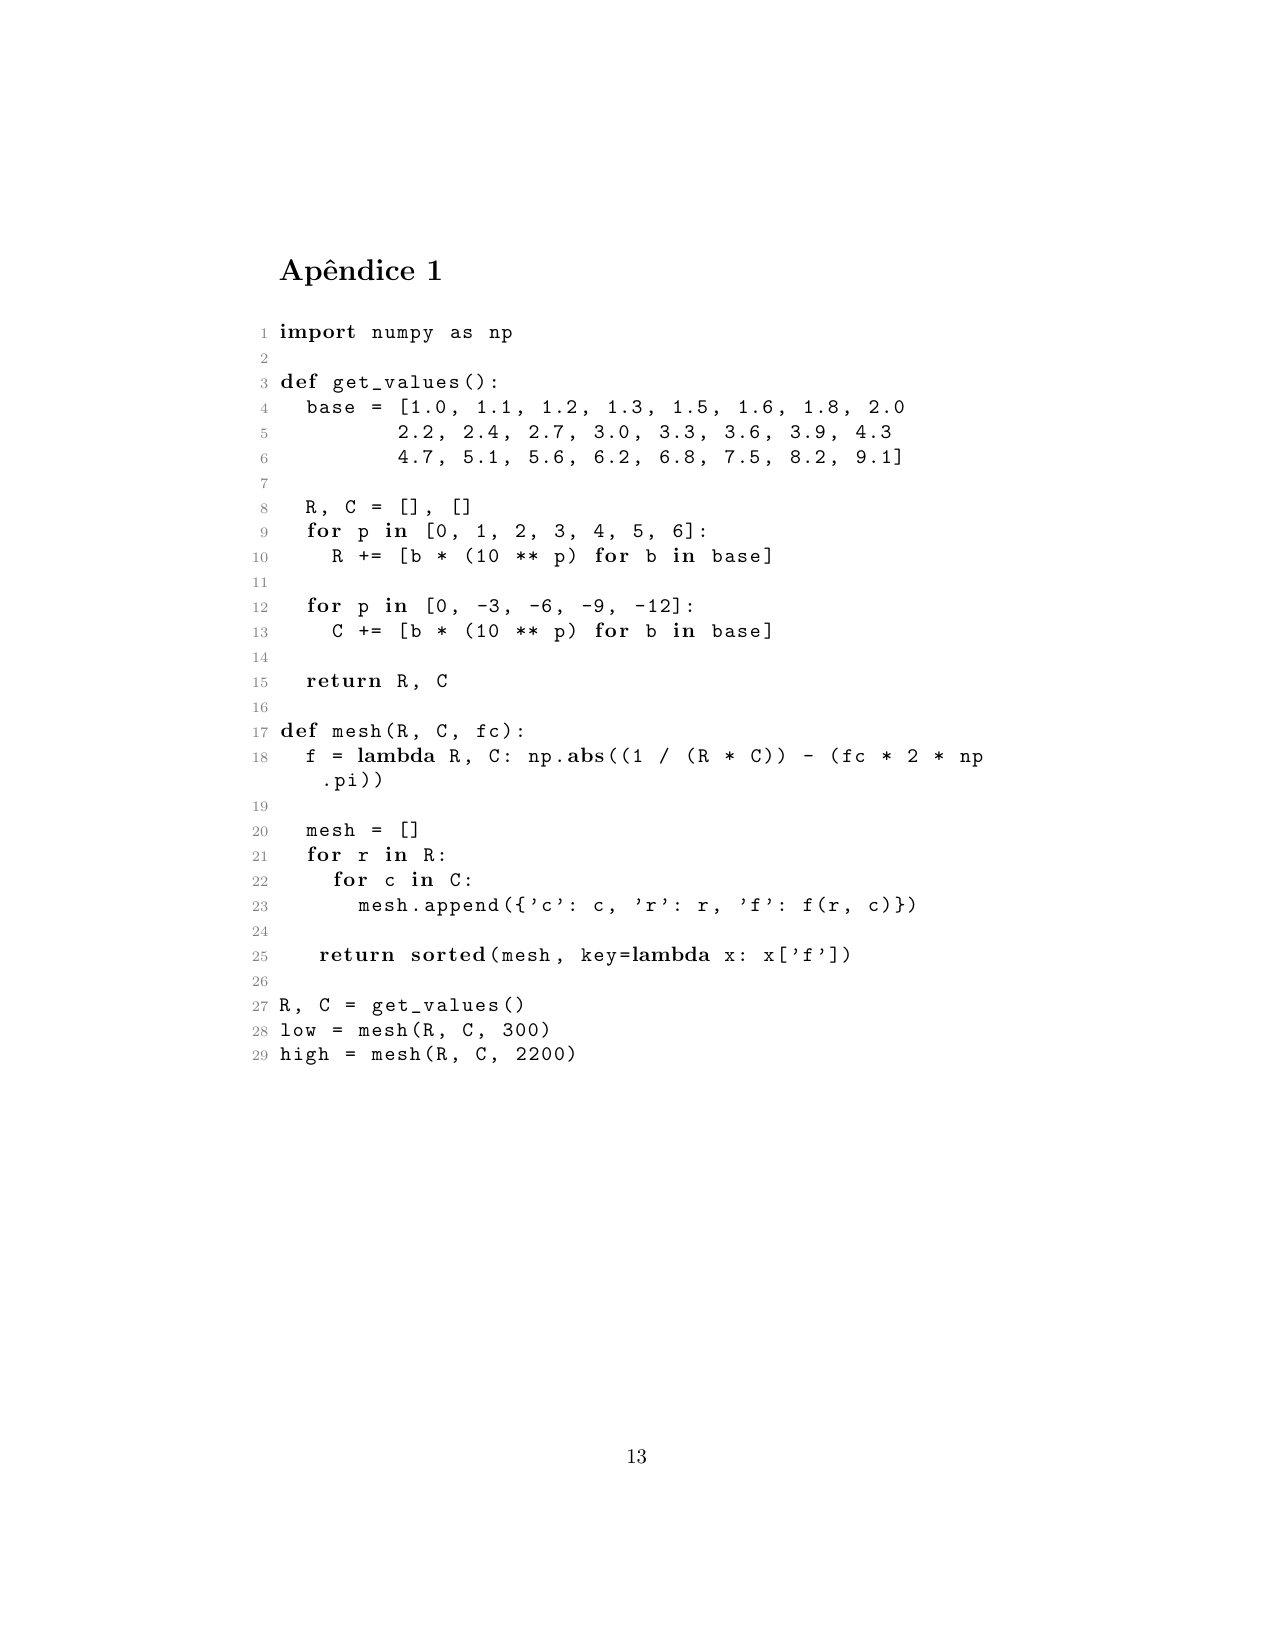 Apêndice 1
1 import numpy as np
2
3 def get_values():
4   base = [1.0, 1.1, 1.2, 1.3, 1.5, 1.6, 1.8, 2.0
5          2.2, 2.4, 2.7, 3.0, 3.3, 3.6, 3.9, 4.3
6          4.7, 5.1, 5.6, 6.2, 6.8, 7.5, 8.2, 9.1]
7
8   R, C = [], []
9   for p in [0, 1, 2, 3, 4, 5, 6]:
10     R += [b * (10 ** p) for b in base]
11
12   for p in [0, -3, -6, -9, -12]:
13     C += [b * (10 ** p) for b in base]
14
15   return R, C
16
17 def mesh(R, C, fc):
18   f = lambda R, C: np.abs((1 / (R * C)) - (fc * 2 * np
    .pi))
19
20   mesh = []
21   for r in R:
22     for c in C:
23       mesh.append({'c': c, 'r': r, 'f': f(r, c)})
24
25    return sorted(mesh, key=lambda x: x['f'])
26
27 R, C = get_values()
28 low = mesh(R, C, 300)
29 high = mesh(R, C, 2200)
13